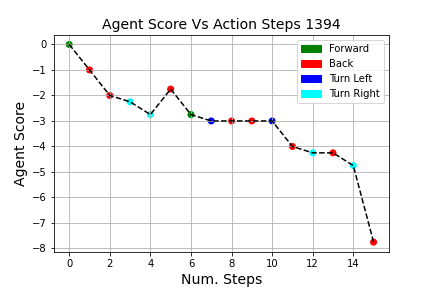 Agent Score Vs Action Steps 1394
Forward
Back
Turn Left
Turn Right
0
−1
−2
−3
−4
−5
−6
−7
−8
Agent Score
0 2 4 6 8 10 12 14
Num. Steps